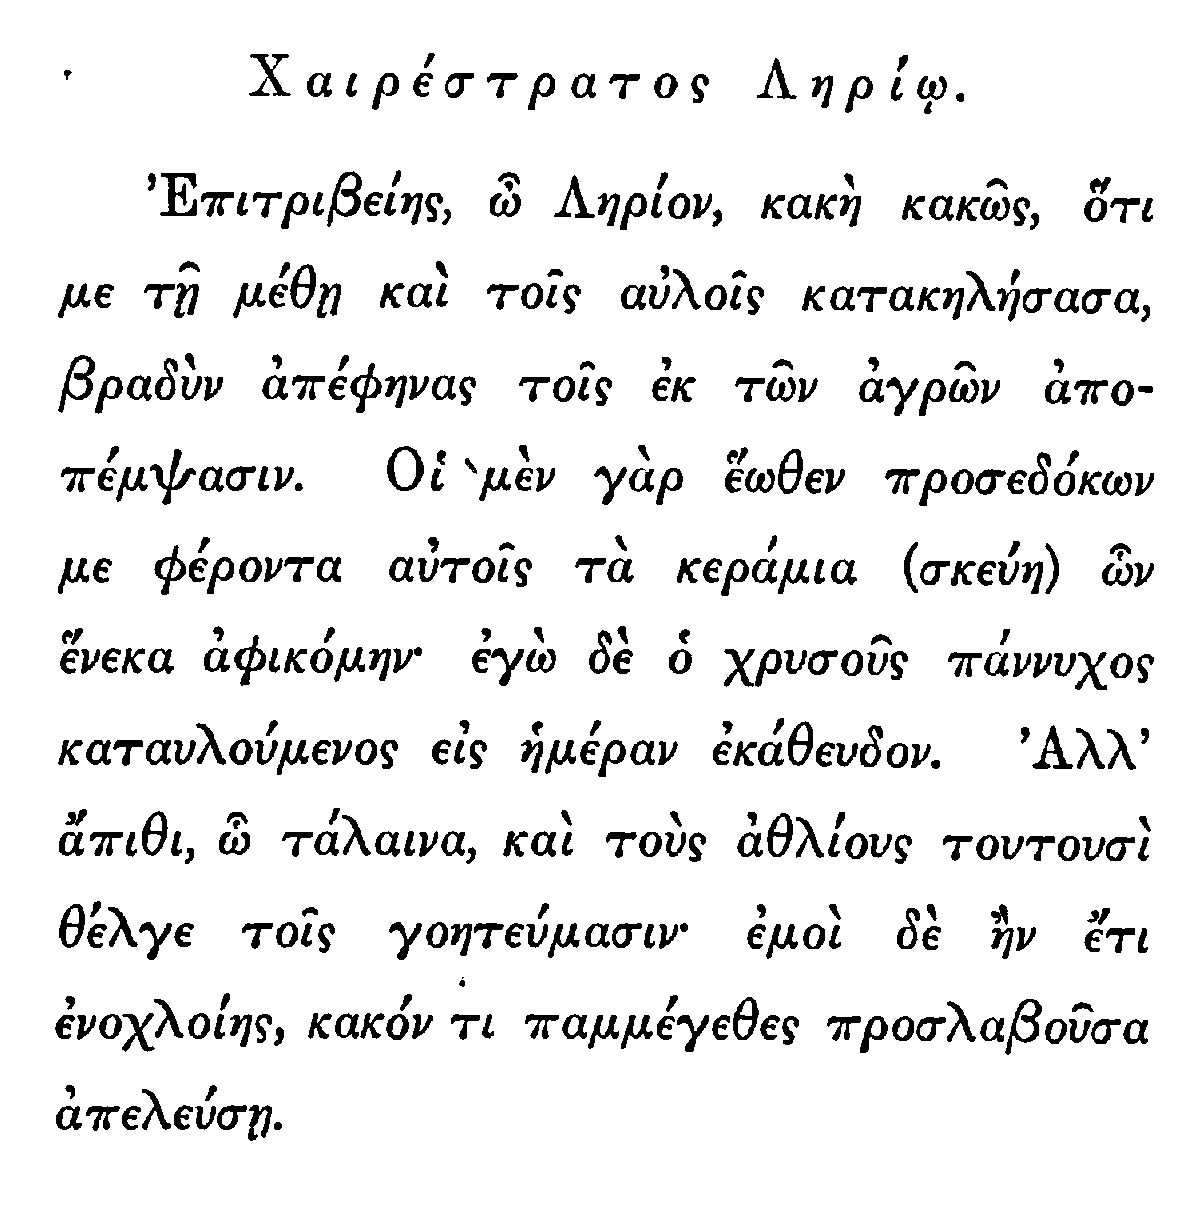 Χαιρέστρατος Ληρίῳ.
Ἐπιτριβείης, ὦ Ληρίον, κακὴ κακῶς, ὅτι
με τῇ μέθῃ καὶ τοῖς αὐλοῖς κατακηλήσασα,
βραδὺν ἀπέφηνας τοῖς ἐκ τῶν ἀγρῶν ἀπο-
πέμψασιν. Οἱ μὲν γὰρ ἕωθεν προσεδόκων
με φέροντα αὐτοῖς τὰ κεράμια (σκεύη) ὧν
ἕνεκα ἀφικόμην· ἐγὼ δὲ ὁ χρυσοῦς πάννυχος
καταυλούμενος εἰς ἡμέραν ἐκάθευδον. Ἀλλ’
ἄπιθι, ὦ τάλαινα, καὶ τοὺς ἀθλίους τουτουσὶ
θέλγε τοῖς γοητεύμασιν· ἐμοὶ δὲ ἢν ἔτι
ἐνοχλοίης, κακόν τι παμμέγεθες προσλαβοῦσα
ἀπελεύσῃ.